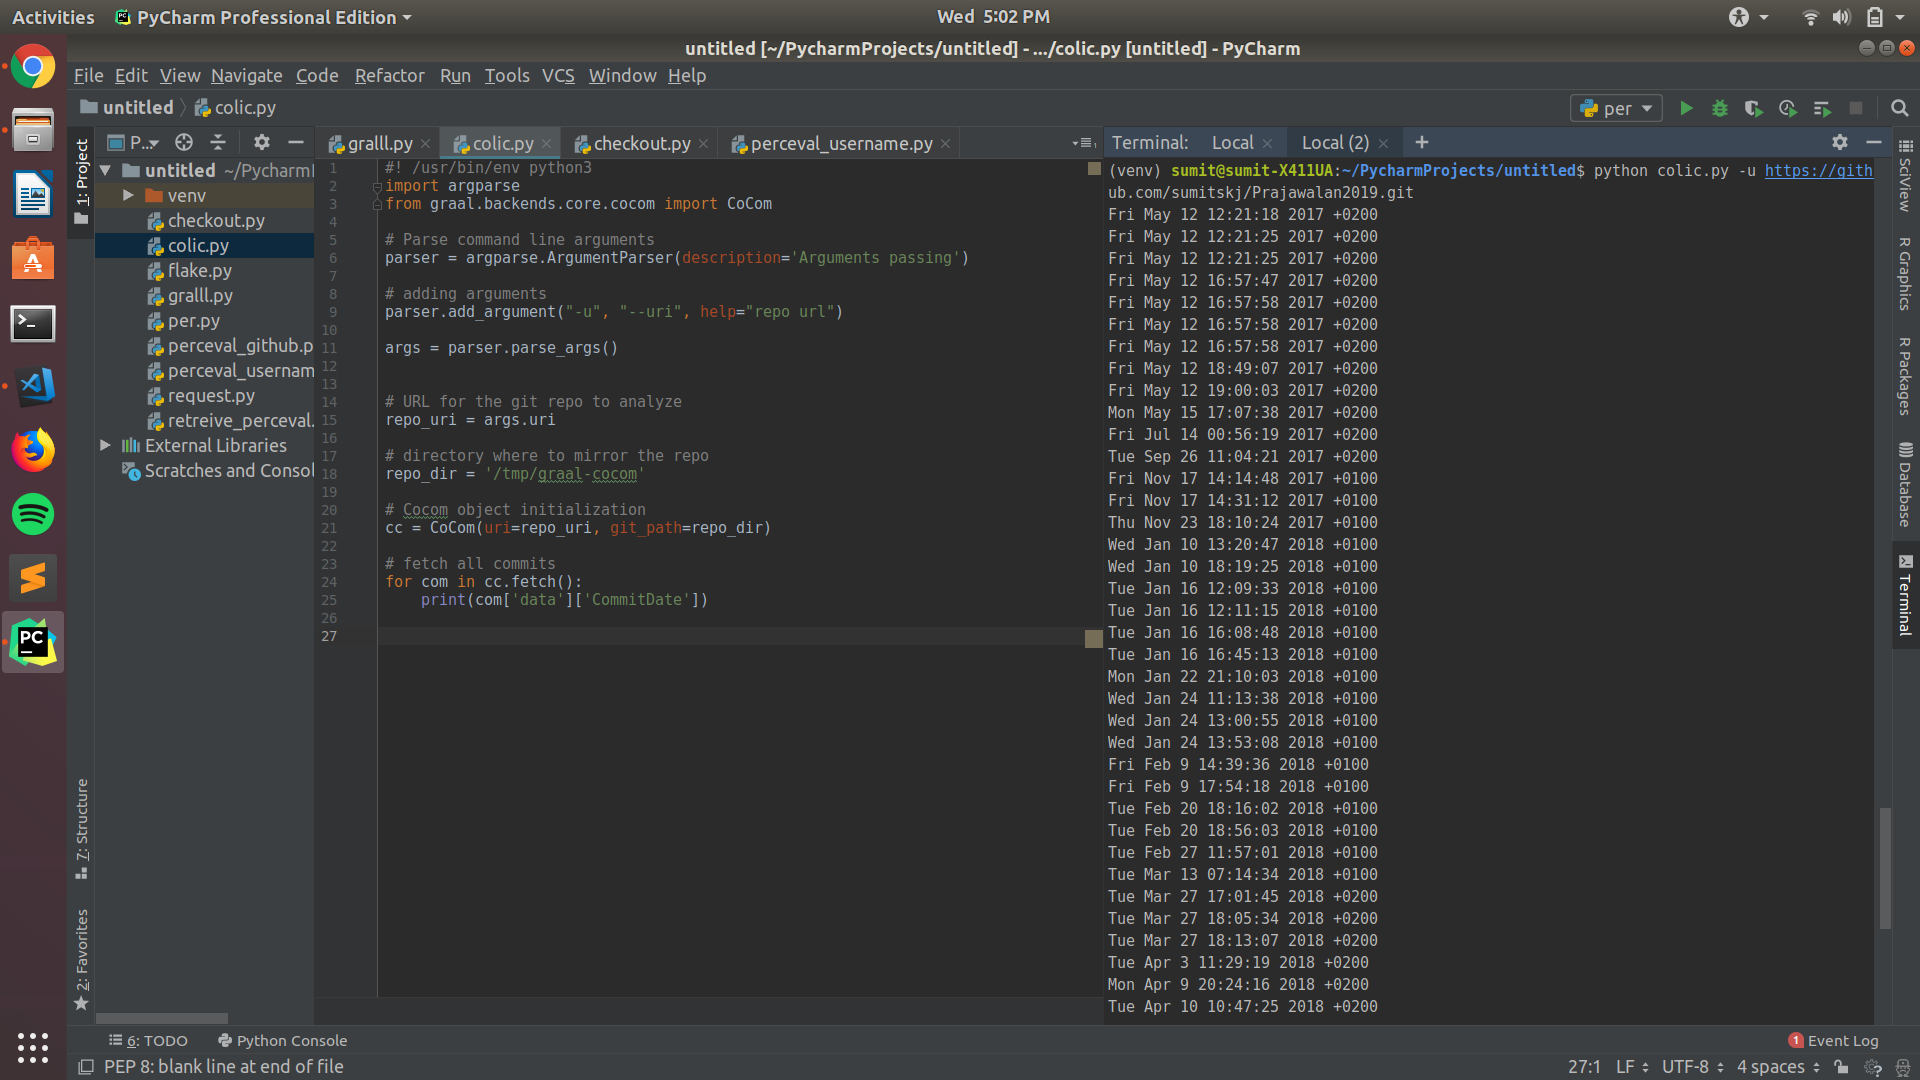 Activities PyCharm Professional Edition Wed 5:02 PM
untitled [~/PycharmProjects/untitled] - .../colic.py [untitled] - PyCharm
File Edit View Navigate Code Refactor Run Tools VCS Window Help
untitled colic.py per
1: Project
P...
untitled ~/Pycharm
venv
checkout.py
colic.py
flake.py
gralll.py
per.py
perceval_github.p
perceval_usernam
request.py
retreive_perceval.
External Libraries
Scratches and Consol
7: Structure
2: Favorites
gralll.py colic.py checkout.py perceval_username.py
1 #! /usr/bin/env python3
2 import argparse
3 from graal.backends.core.cocom import CoCom
4
5 # Parse command line arguments
6 parser = argparse.ArgumentParser(description='Arguments passing')
7
8 # adding arguments
9 parser.add_argument("-u", "--uri", help="repo url")
10
11 args = parser.parse_args()
12
13
14 # URL for the git repo to analyze
15 repo_uri = args.uri
16
17 # directory where to mirror the repo
18 repo_dir = '/tmp/graal-cocom'
19
20 # Cocom object initialization
21 cc = CoCom(uri=repo_uri, git_path=repo_dir)
22
23 # fetch all commits
24 for com in cc.fetch():
25 print(com['data']['CommitDate'])
26
27
Terminal: Local Local (2)
(venv) sumit@sumit-X411UA:~/PycharmProjects/untitled$ python colic.py -u https://gith
ub.com/sumitskj/Prajawalan2019.git
Fri May 12 12:21:18 2017 +0200
Fri May 12 12:21:25 2017 +0200
Fri May 12 12:21:25 2017 +0200
Fri May 12 16:57:47 2017 +0200
Fri May 12 16:57:58 2017 +0200
Fri May 12 16:57:58 2017 +0200
Fri May 12 16:57:58 2017 +0200
Fri May 12 18:49:07 2017 +0200
Fri May 12 19:00:03 2017 +0200
Mon May 15 17:07:38 2017 +0200
Fri Jul 14 00:56:19 2017 +0200
Tue Sep 26 11:04:21 2017 +0200
Fri Nov 17 14:14:48 2017 +0100
Fri Nov 17 14:31:12 2017 +0100
Thu Nov 23 18:10:24 2017 +0100
Wed Jan 10 13:20:47 2018 +0100
Wed Jan 10 18:19:25 2018 +0100
Tue Jan 16 12:09:33 2018 +0100
Tue Jan 16 12:11:15 2018 +0100
Tue Jan 16 16:08:48 2018 +0100
Tue Jan 16 16:45:13 2018 +0100
Mon Jan 22 21:10:03 2018 +0100
Wed Jan 24 11:13:38 2018 +0100
Wed Jan 24 13:00:55 2018 +0100
Wed Jan 24 13:53:08 2018 +0100
Fri Feb 9 14:39:36 2018 +0100
Fri Feb 9 17:54:18 2018 +0100
Tue Feb 20 18:16:02 2018 +0100
Tue Feb 20 18:56:03 2018 +0100
Tue Feb 27 11:57:01 2018 +0100
Tue Mar 13 07:14:34 2018 +0100
Tue Mar 27 17:01:45 2018 +0200
Tue Mar 27 18:05:34 2018 +0200
Tue Mar 27 18:13:07 2018 +0200
Tue Apr 3 11:29:19 2018 +0200
Mon Apr 9 20:24:16 2018 +0200
Tue Apr 10 10:47:25 2018 +0200
SciView
R Graphics
R Packages
Database
Terminal
6: TODO Python Console 1 Event Log
PEP 8: blank line at end of file 27:1 LF UTF-8 4 spaces